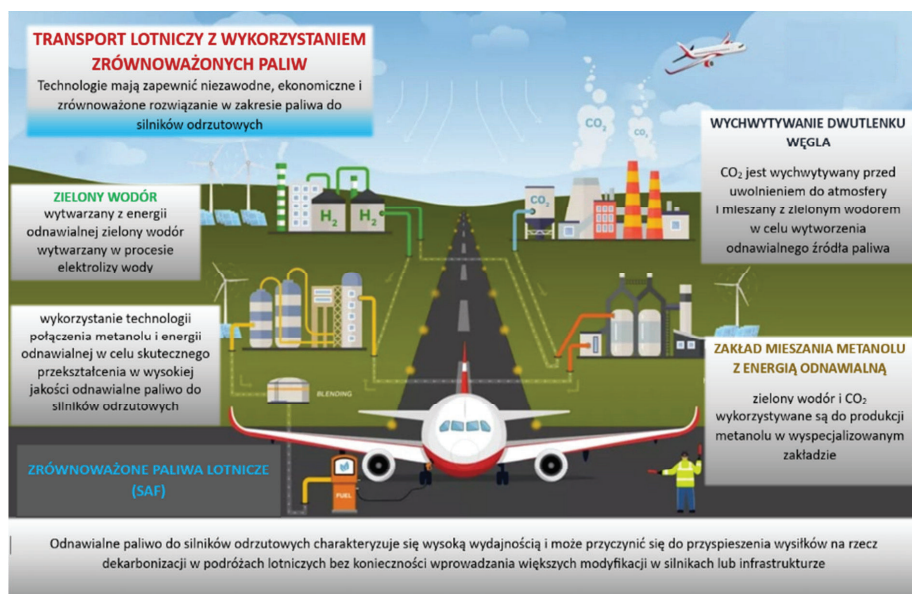 TRANSPORT LOTNICZY Z WYKORZYSTANIEM
ZRÓWNOWAŻONYCH PALIW
Technologie mają zapewnić niezawodne, ekonomiczne i
zrównoważone rozwiązanie w zakresie paliwa do
silników odrzutowych
CO₂
CO₂
WYCHWYTYWANIE DWUTLENKU
WĘGLA
CO₂ jest wychwytywany przed
uwolnieniem do atmosfery
I mieszany z zielonym wodorem
w celu wytworzenia
odnawialnego źródła paliwa
ZIELONY WODÓR
wytwarzany z energii
odnawialnej zielony wodór
wytwarzany w procesie
elektrolizy wody
H₂
H₂
CO₂
wykorzystanie technologii
połączenia metanolu i energii
odnawialnej w celu skutecznego
przekształcenia w wysokiej
jakości odnawialne paliwo do
silników odrzutowych
BLENDING
ZAKŁAD MIESZANIA METANOLU
Z ENERGIĄ ODNAWIALNĄ
zielony wodór i CO₂
wykorzystywane są do produkcji
metanolu w wyspecjalizowanym
zakładzie
ZRÓWNOWAŻONE PALIWA LOTNICZE
(SAF)
FUEL
Odnawialne paliwo do silników odrzutowych charakteryzuje się wysoką wydajnością i może przyczynić się do przyspieszenia wysiłków na rzecz
dekarbonizacji w podróżach lotniczych bez konieczności wprowadzania większych modyfikacji w silnikach lub infrastrukturze